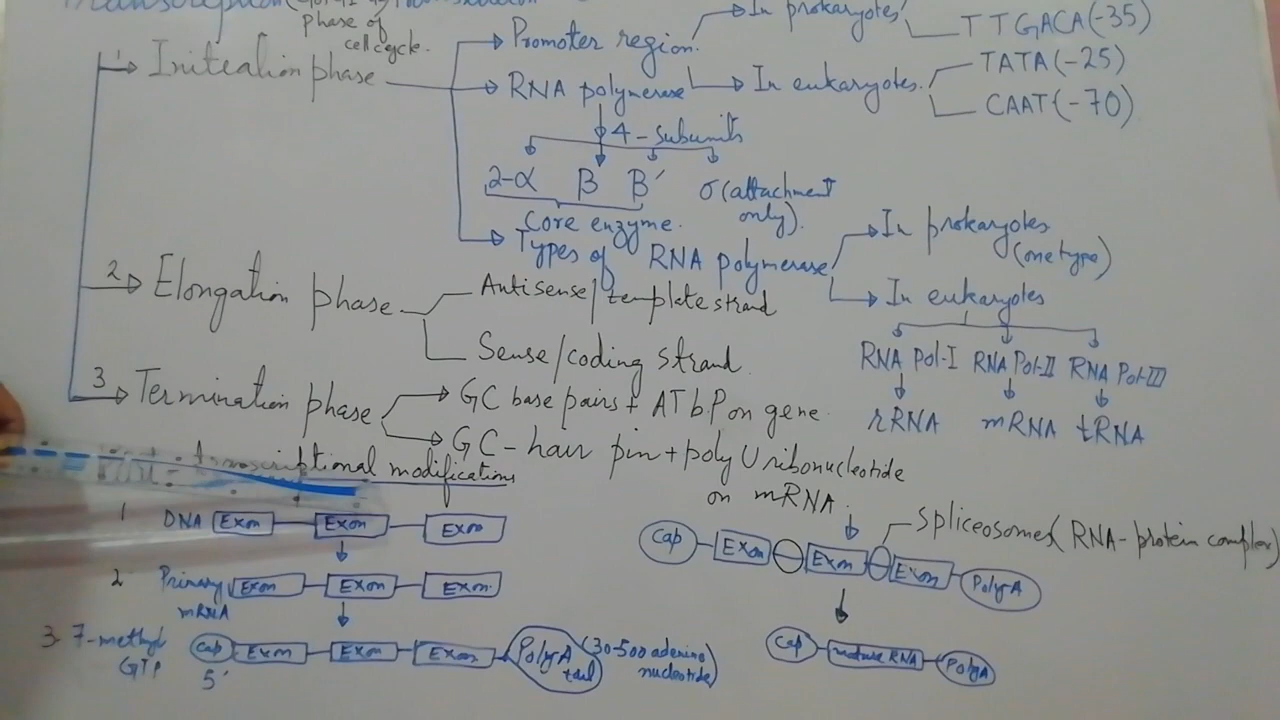 Transcription
phase of
cell cycle.
1 Initiation phase
Promoter region
In prokaryotes
TTGACA (-35)
In eukaryotes
TATA (-25)
CAAT (-70)
RNA polymerase
4 - subunits
2-α β β′ σ (attachment only).
Core enzyme.
Types of RNA polymerase
In prokaryotes
(one type)
In eukaryotes
RNA Pol-I RNA Pol-II RNA Pol-III
rRNA mRNA tRNA
2 Elongation phase
Antisense/template strand
Sense/coding strand
3 Termination phase
GC base pairs + AT b.P on gene.
GC-hair pin + poly U ribonucleotide
on mRNA.
transcriptional modifications
1 DNA Exon Exon Exon
2 Primary mRNA Exon Exon Exon
3. 7-methyl GTP Cap Exon Exon Exon PolyA tail (30-500 adenine nucleotide)
5′
Spliceosomes (RNA-protein complex)
Cap Exon Exon Exon PolyA
Cap mature RNA PolyA